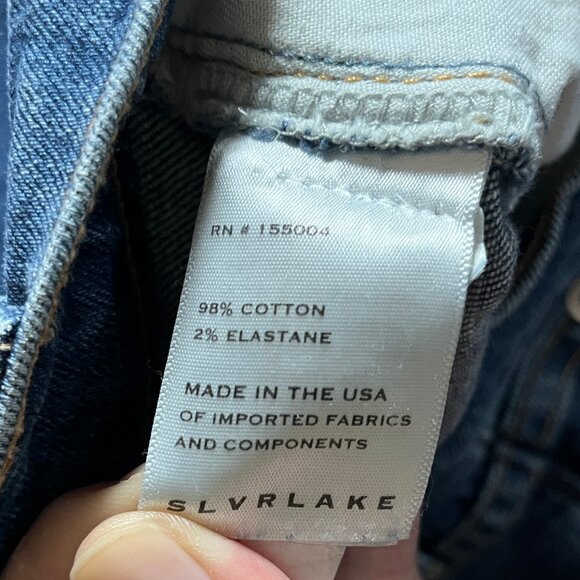 RN # 155004
98% COTTON
2% ELASTANE
MADE IN THE USA
OF IMPORTED FABRICS
AND COMPONENTS
SLVRLAKE